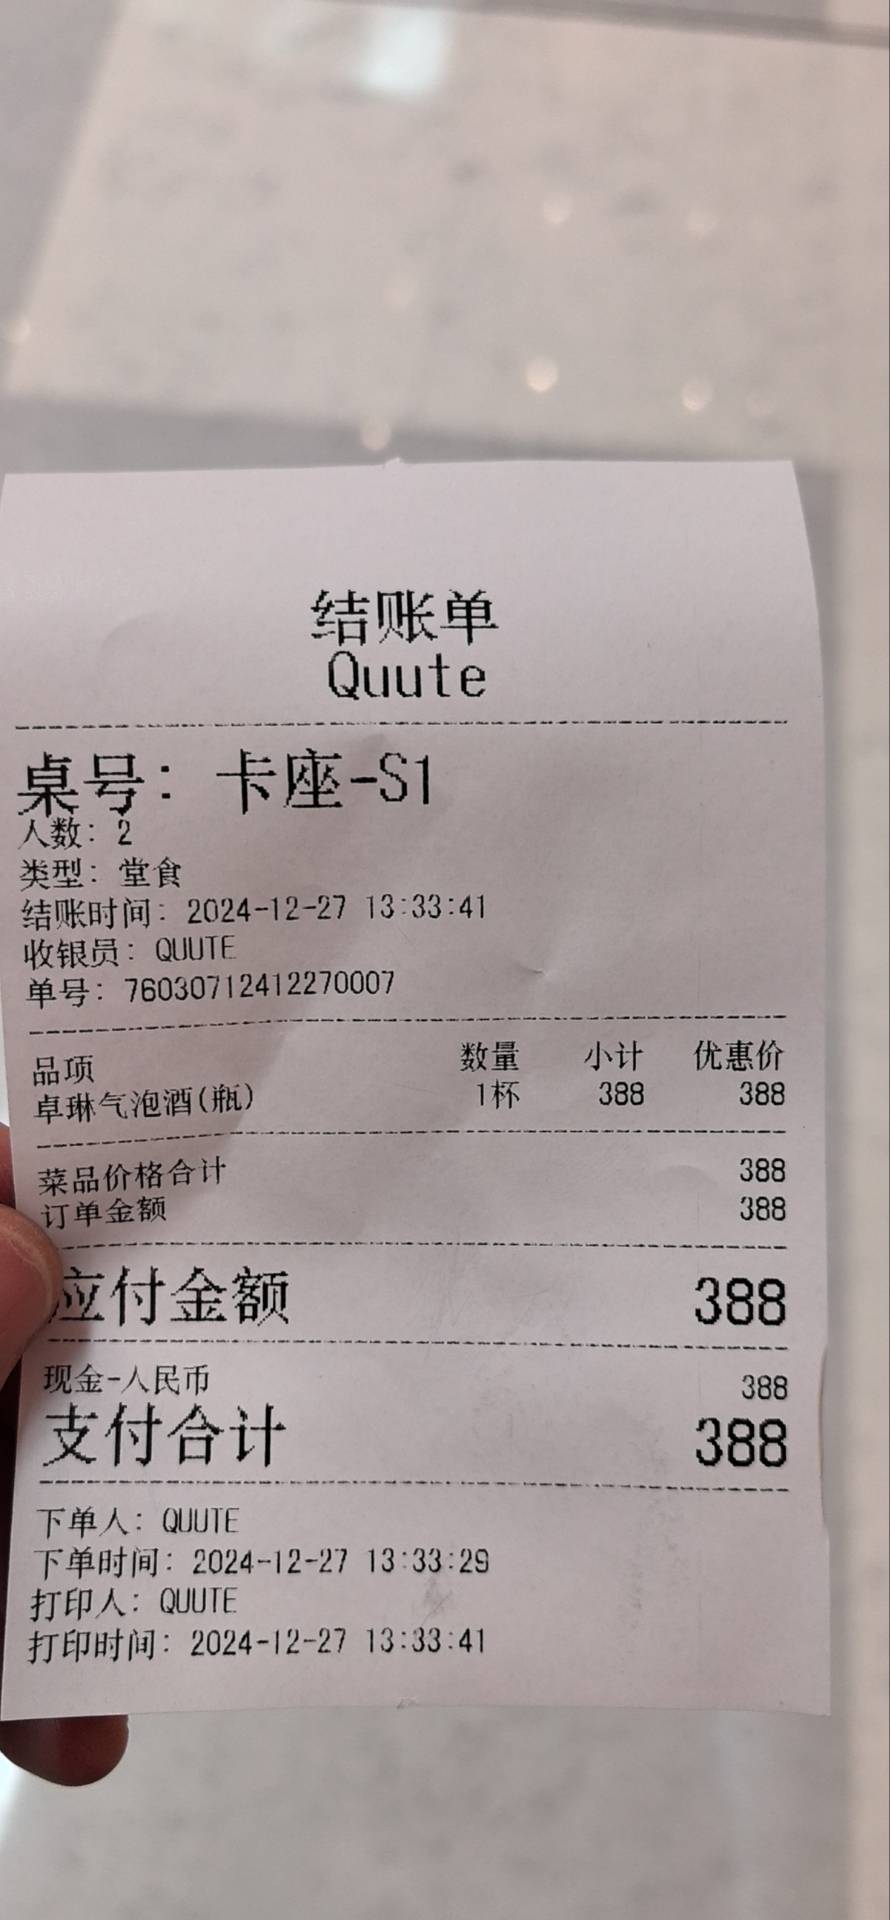 结账单
Quute
桌号: 卡座-S1
人数: 2
类型: 堂食
结账时间: 2024-12-27 13:33:41
收银员: QUUTE
单号: 76030712412270007
品项 数量 小计 优惠价
卓琳气泡酒(瓶) 1杯 388 388
菜品价格合计 388
订单金额 388
应付金额 388
现金-人民币 388
支付合计 388
下单人: QUUTE
下单时间: 2024-12-27 13:33:29
打印人: QUUTE
打印时间: 2024-12-27 13:33:41